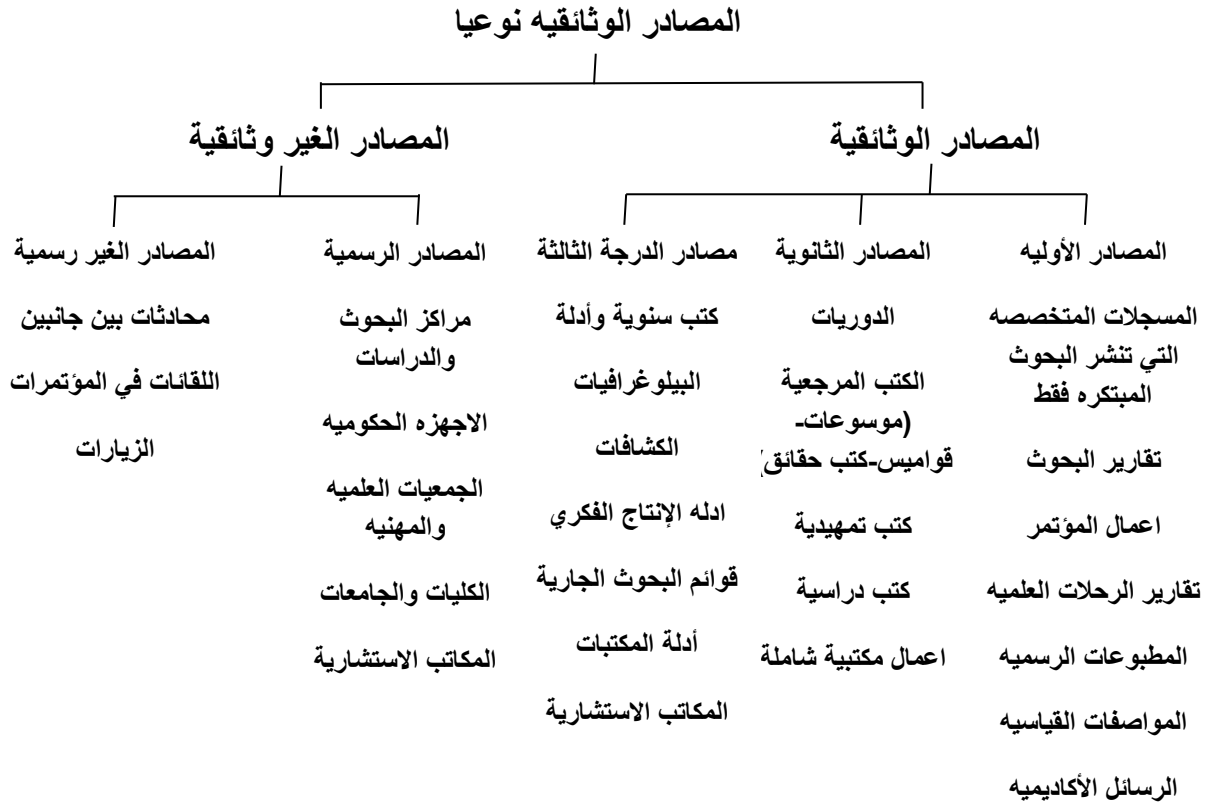 المصادر الوثائقيه نوعيا
المصادر الوثائقية
المصادر الغير وثائقية
المصادر الأوليه
المسجلات المتخصصه
التي تنشر البحوث
المبتكره فقط
تقارير البحوث
اعمال المؤتمر
تقارير الرحلات العلميه
المطبوعات الرسميه
المواصفات القياسيه
الرسائل الأكاديميه
المصادر الثانوية
الدوريات
الكتب المرجعية
(موسوعات-
قواميس-كتب حقائق)
كتب تمهيدية
كتب دراسية
اعمال مكتبية شاملة
مصادر الدرجة الثالثة
كتب سنوية وأدلة
البيلوغرافيات
الكشافات
ادله الإنتاج الفكري
قوائم البحوث الجارية
أدلة المكتبات
المكاتب الاستشارية
المصادر الرسمية
مراكز البحوث
والدراسات
الاجهزه الحكوميه
الجمعيات العلميه
والمهنيه
الكليات والجامعات
المكاتب الاستشارية
المصادر الغير رسمية
محادثات بين جانبين
اللقائات في المؤتمرات
الزيارات